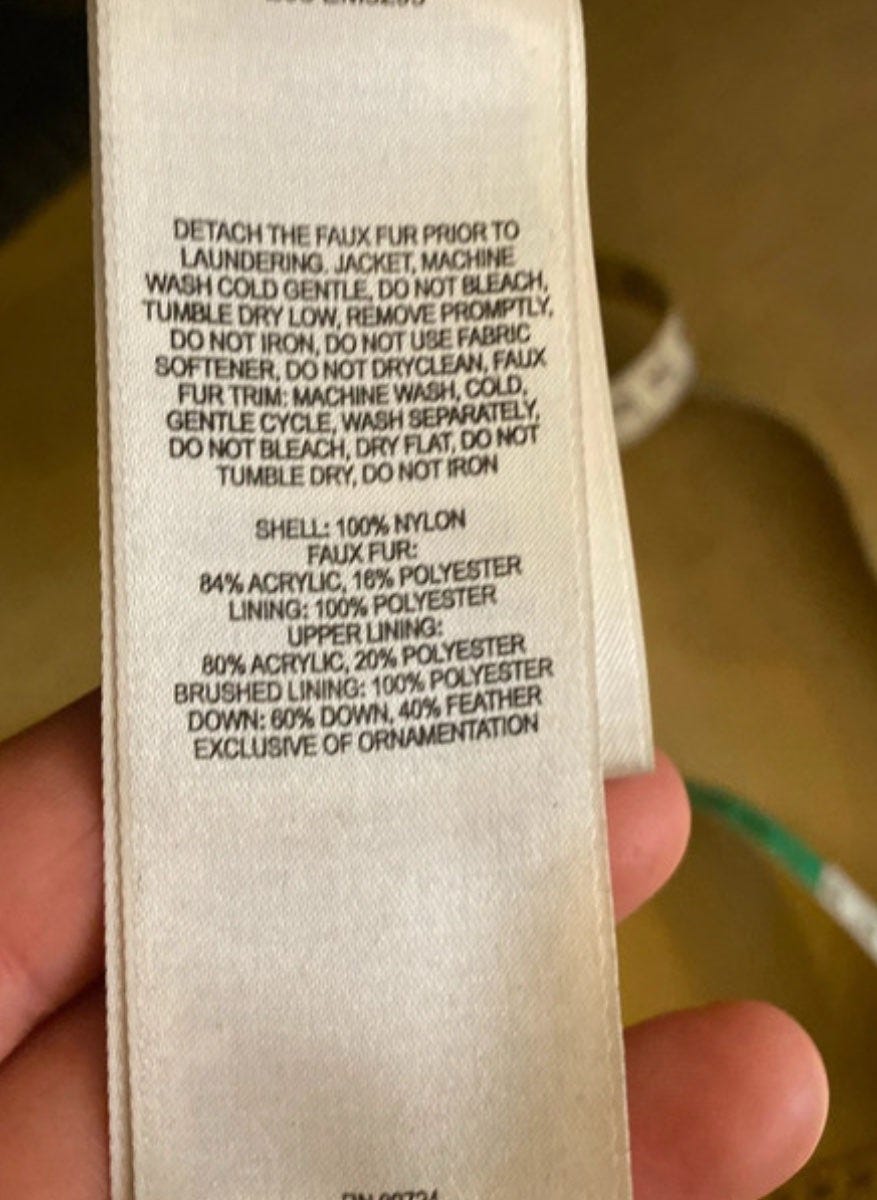 DETACH THE FAUX FUR PRIOR TO
LAUNDERING. JACKET, MACHINE
WASH COLD GENTLE, DO NOT BLEACH,
TUMBLE DRY LOW, REMOVE PROMPTLY,
DO NOT IRON, DO NOT USE FABRIC
SOFTENER, DO NOT DRYCLEAN, FAUX
FUR TRIM: MACHINE WASH, COLD,
GENTLE CYCLE, WASH SEPARATELY,
DO NOT BLEACH, DRY FLAT, DO NOT
TUMBLE DRY, DO NOT IRON
SHELL: 100% NYLON
FAUX FUR:
84% ACRYLIC, 16% POLYESTER
LINING: 100% POLYESTER
UPPER LINING:
80% ACRYLIC, 20% POLYESTER
BRUSHED LINING: 100% POLYESTER
DOWN: 60% DOWN, 40% FEATHER
EXCLUSIVE OF ORNAMENTATION